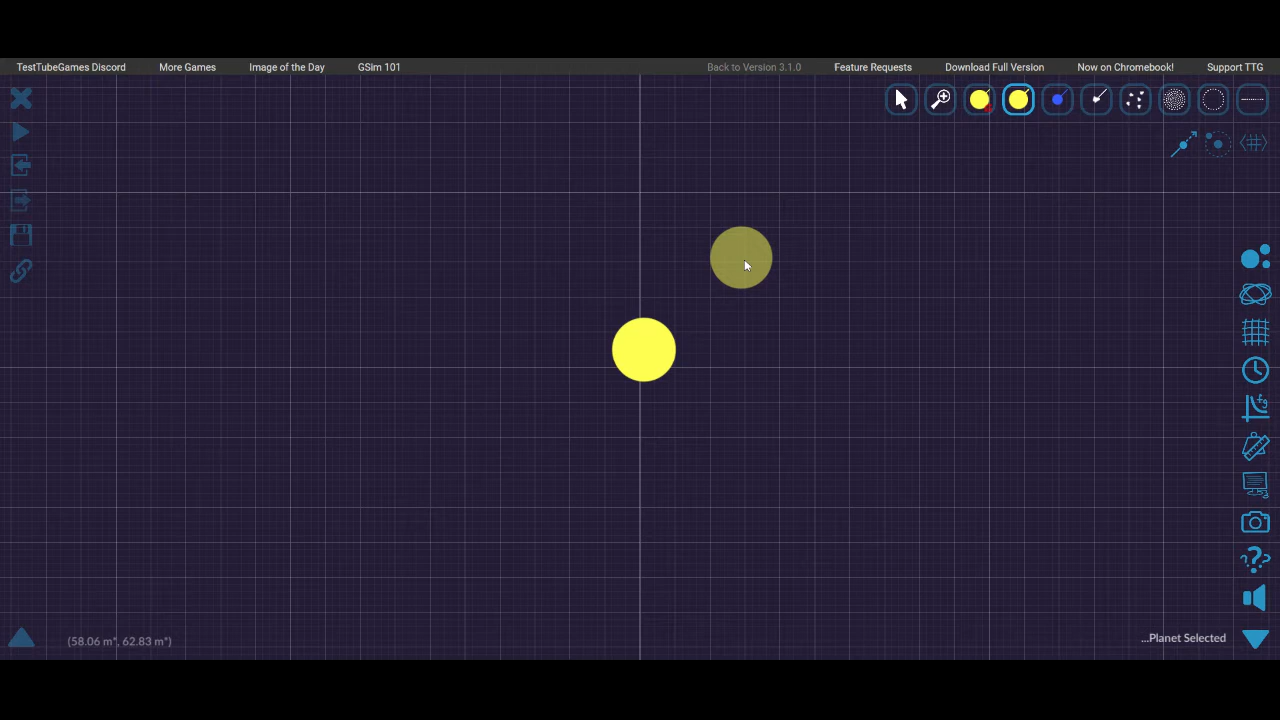 TestTubeGames Discord More Games Image of the Day GSim 101 Back to Version 3.1.0 Feature Requests Download Full Version Now on Chromebook! Support TTG
(58.06 m*, 62.83 m*) ...Planet Selected